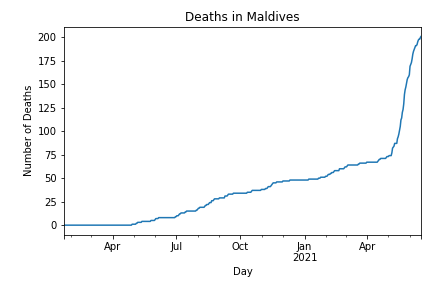 Deaths in Maldives
Number of Deaths
200
175
150
125
100
75
50
25
0
Apr
Jul
Oct
Jan
2021
Apr
Day